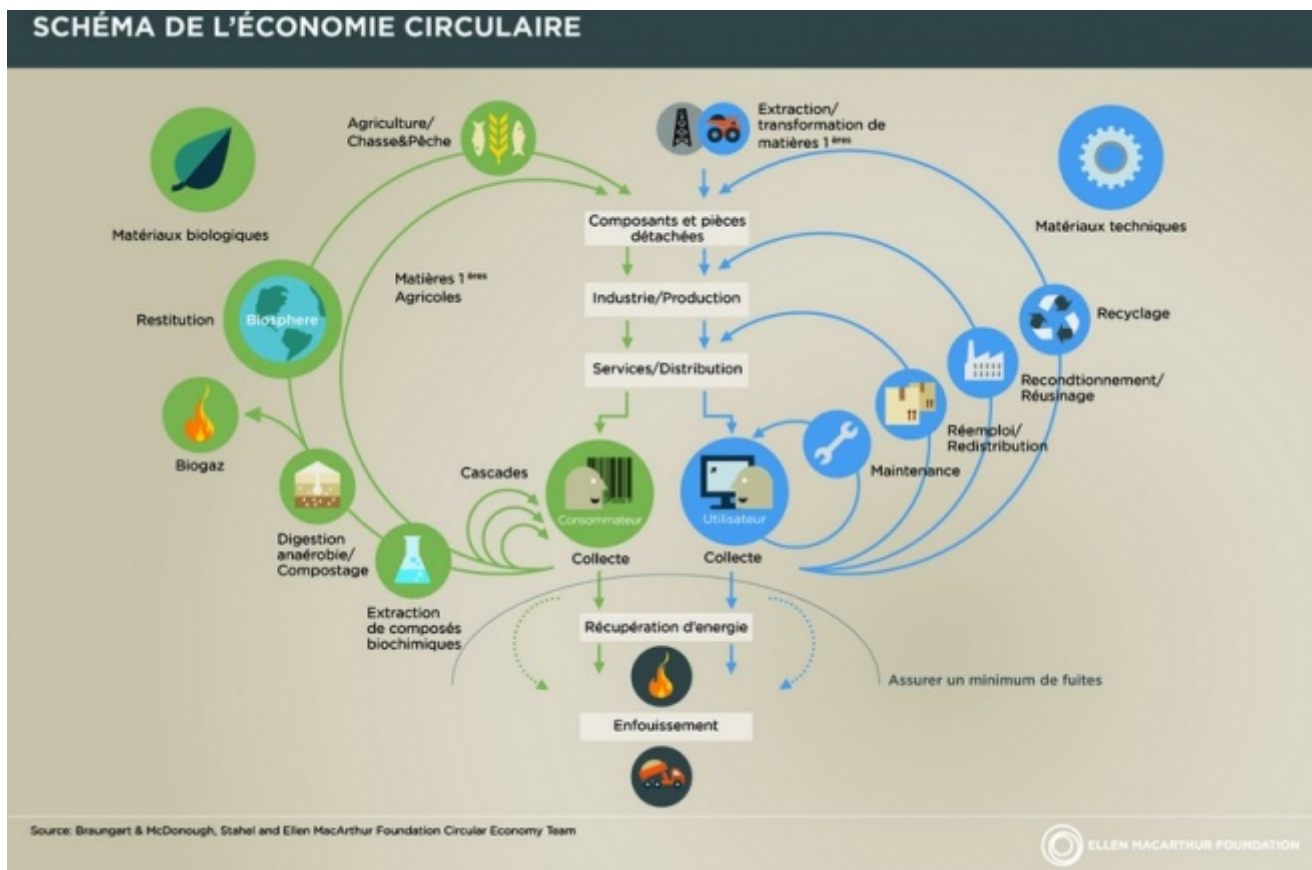 SCHÉMA DE L'ÉCONOMIE CIRCULAIRE
Agriculture/
Chasse&Pêche
Extraction/
transformation de
matières 1ères
Matériaux biologiques
Matériaux techniques
Composants et pièces
détachées
Matières 1ères
Agricoles
Industrie/Production
Restitution
Biosphere
Recyclage
Services/Distribution
Recondtionnement/
Réusinage
Réemploi/
Redistribution
Biogaz
Cascades
Maintenance
Consommateur
Utilisateur
Digestion
anaérobie/
Compostage
Collecte
Collecte
Extraction
de composés
biochimiques
Récupération d'energie
Assurer un minimum de fuites
Enfouissement
Source: Braungart & McDonough, Stahel and Ellen MacArthur Foundation Circular Economy Team
ELLEN MACARTHUR FOUNDATION